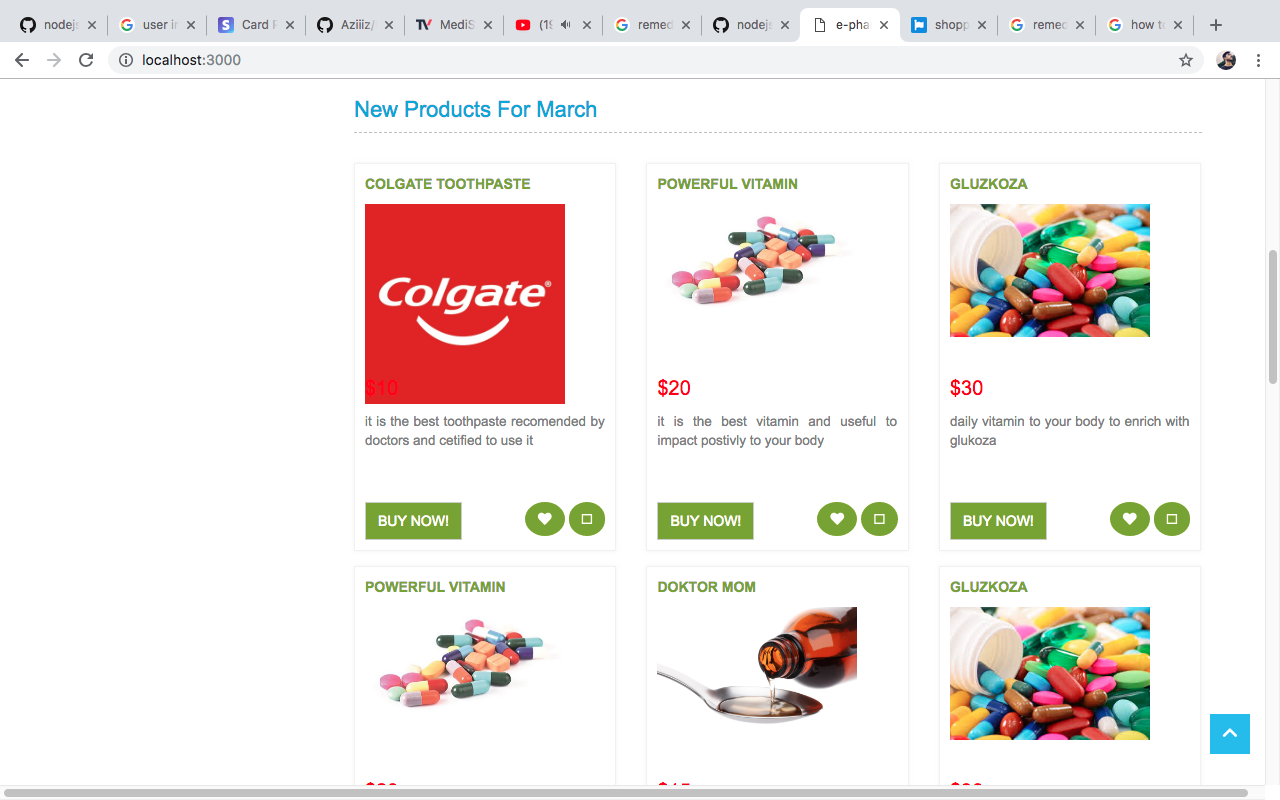 nodejs
user in
Card P
Aziiiz/
MediS
(19
remed
nodejs
e-pha
shopp
remed
how to
localhost:3000
New Products For March
COLGATE TOOTHPASTE
POWERFUL VITAMIN
GLUZKOZA
Colgate®
$10
$20
$30
it is the best toothpaste recomended by
doctors and cetified to use it
it is the best vitamin and useful to
impact postivly to your body
daily vitamin to your body to enrich with
glukoza
BUY NOW!
BUY NOW!
BUY NOW!
POWERFUL VITAMIN
DOKTOR MOM
GLUZKOZA